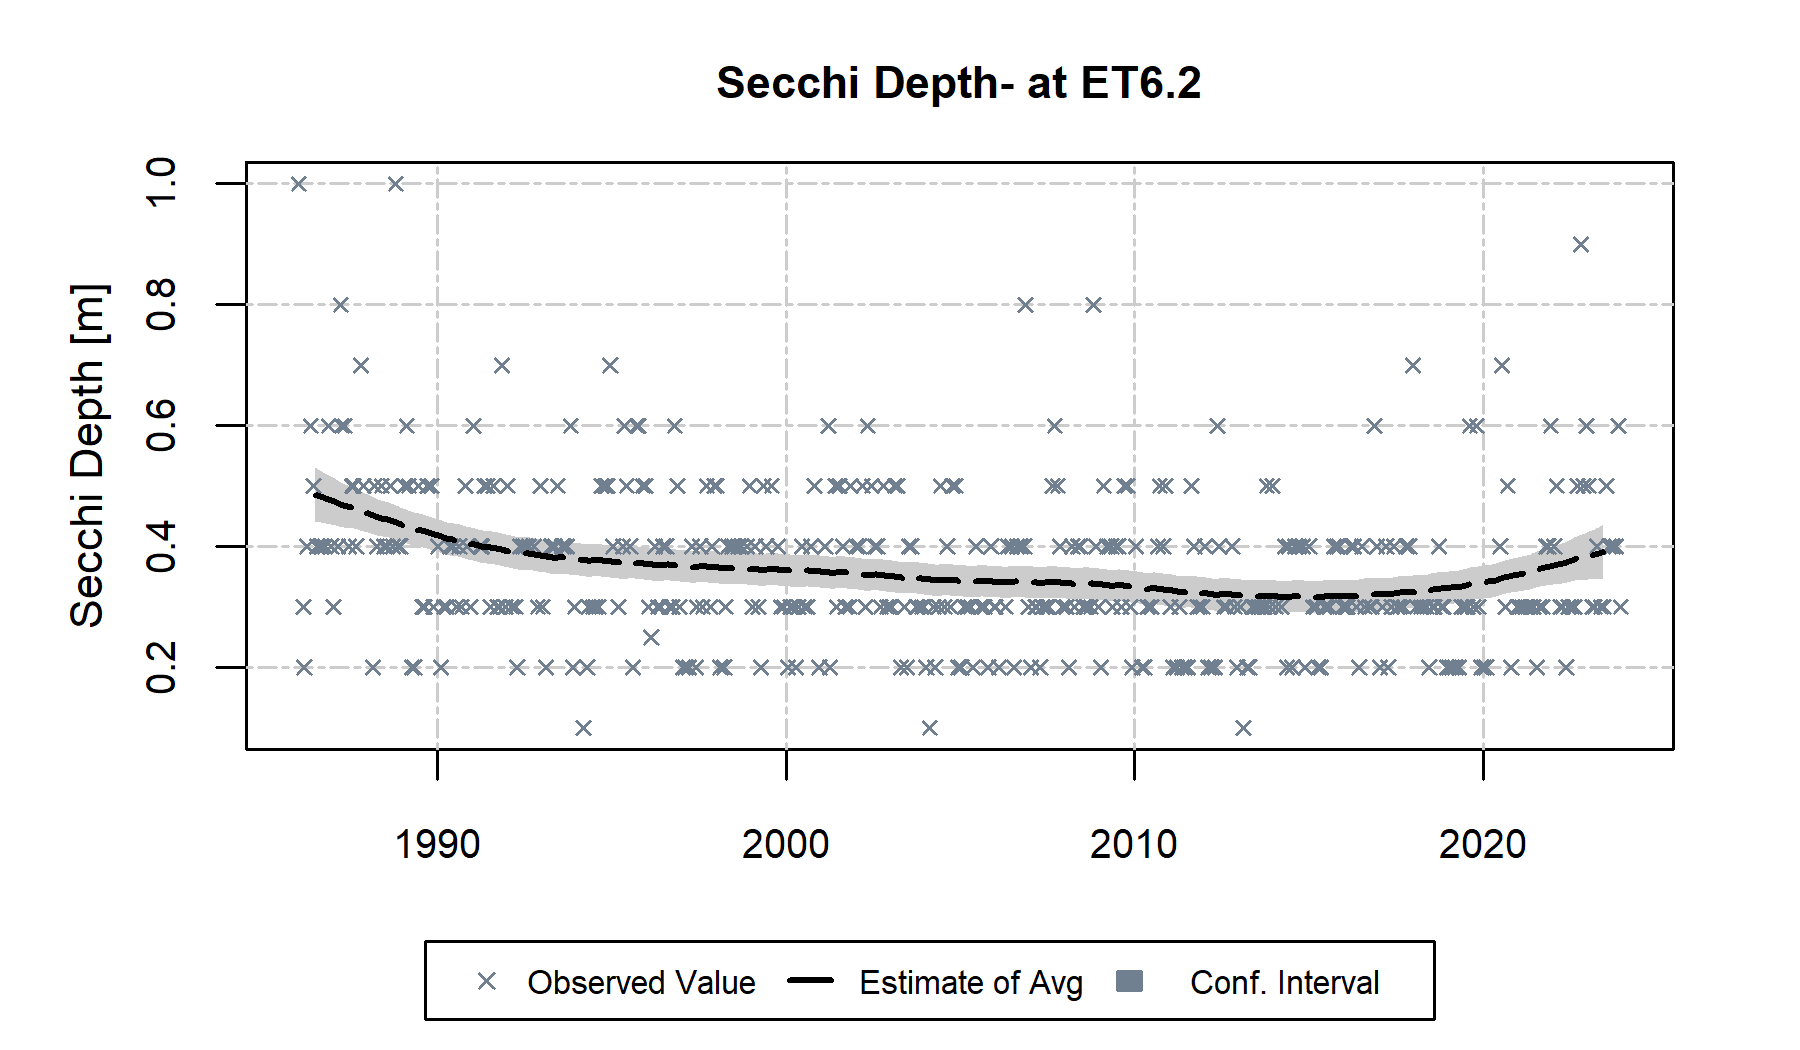 Secchi Depth- at ET6.2
Secchi Depth [m]
1.0
0.8
0.6
0.4
0.2
1990 2000 2010 2020
Observed Value Estimate of Avg Conf. Interval